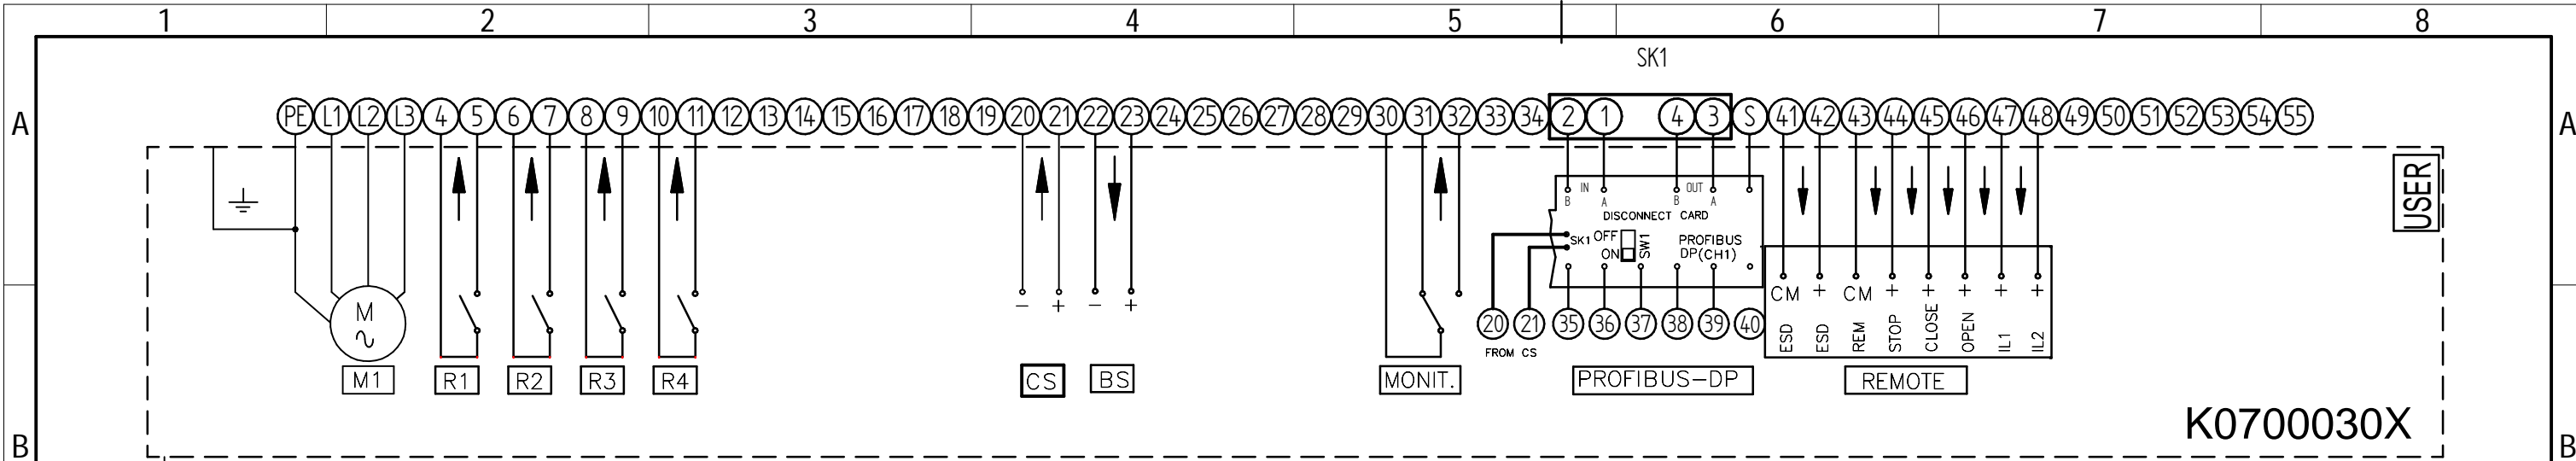 1 2 3 4 5 6 7 8
SK1
A PE L1 L2 L3 4 5 6 7 8 9 10 11 12 13 14 15 16 17 18 19 20 21 22 23 24 25 26 27 28 29 30 31 32 33 34 2 1 4 3 S 41 42 43 44 45 46 47 48 49 50 51 52 53 54 55 A
USER
IN OUT
B A B A
DISCONNECT CARD
SK1 OFF SW1 PROFIBUS
ON DP(CH1)
M
- + - +
CM + CM + + + + +
ESD ESD REM STOP CLOSE OPEN IL1 IL2
20 21 35 36 37 38 39 40
FROM CS
M1 R1 R2 R3 R4 CS BS MONIT. PROFIBUS-DP REMOTE
K0700030X
B B